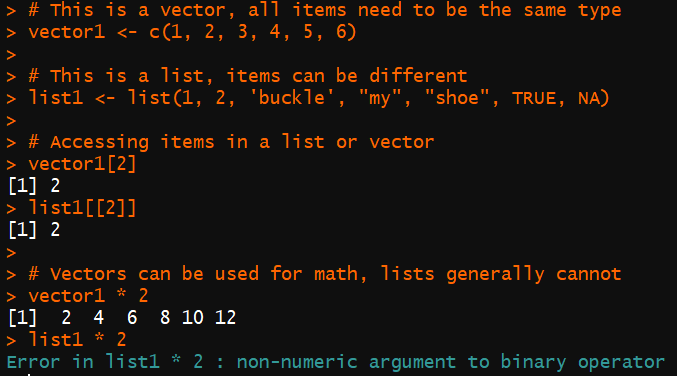 > # This is a vector, all items need to be the same type
> vector1 <- c(1, 2, 3, 4, 5, 6)
>
> # This is a list, items can be different
> list1 <- list(1, 2, 'buckle', "my", "shoe", TRUE, NA)
>
> # Accessing items in a list or vector
> vector1[2]
[1] 2
> list1[[2]]
[1] 2
>
> # Vectors can be used for math, lists generally cannot
> vector1 * 2
[1]  2  4  6  8 10 12
> list1 * 2
Error in list1 * 2 : non-numeric argument to binary operator